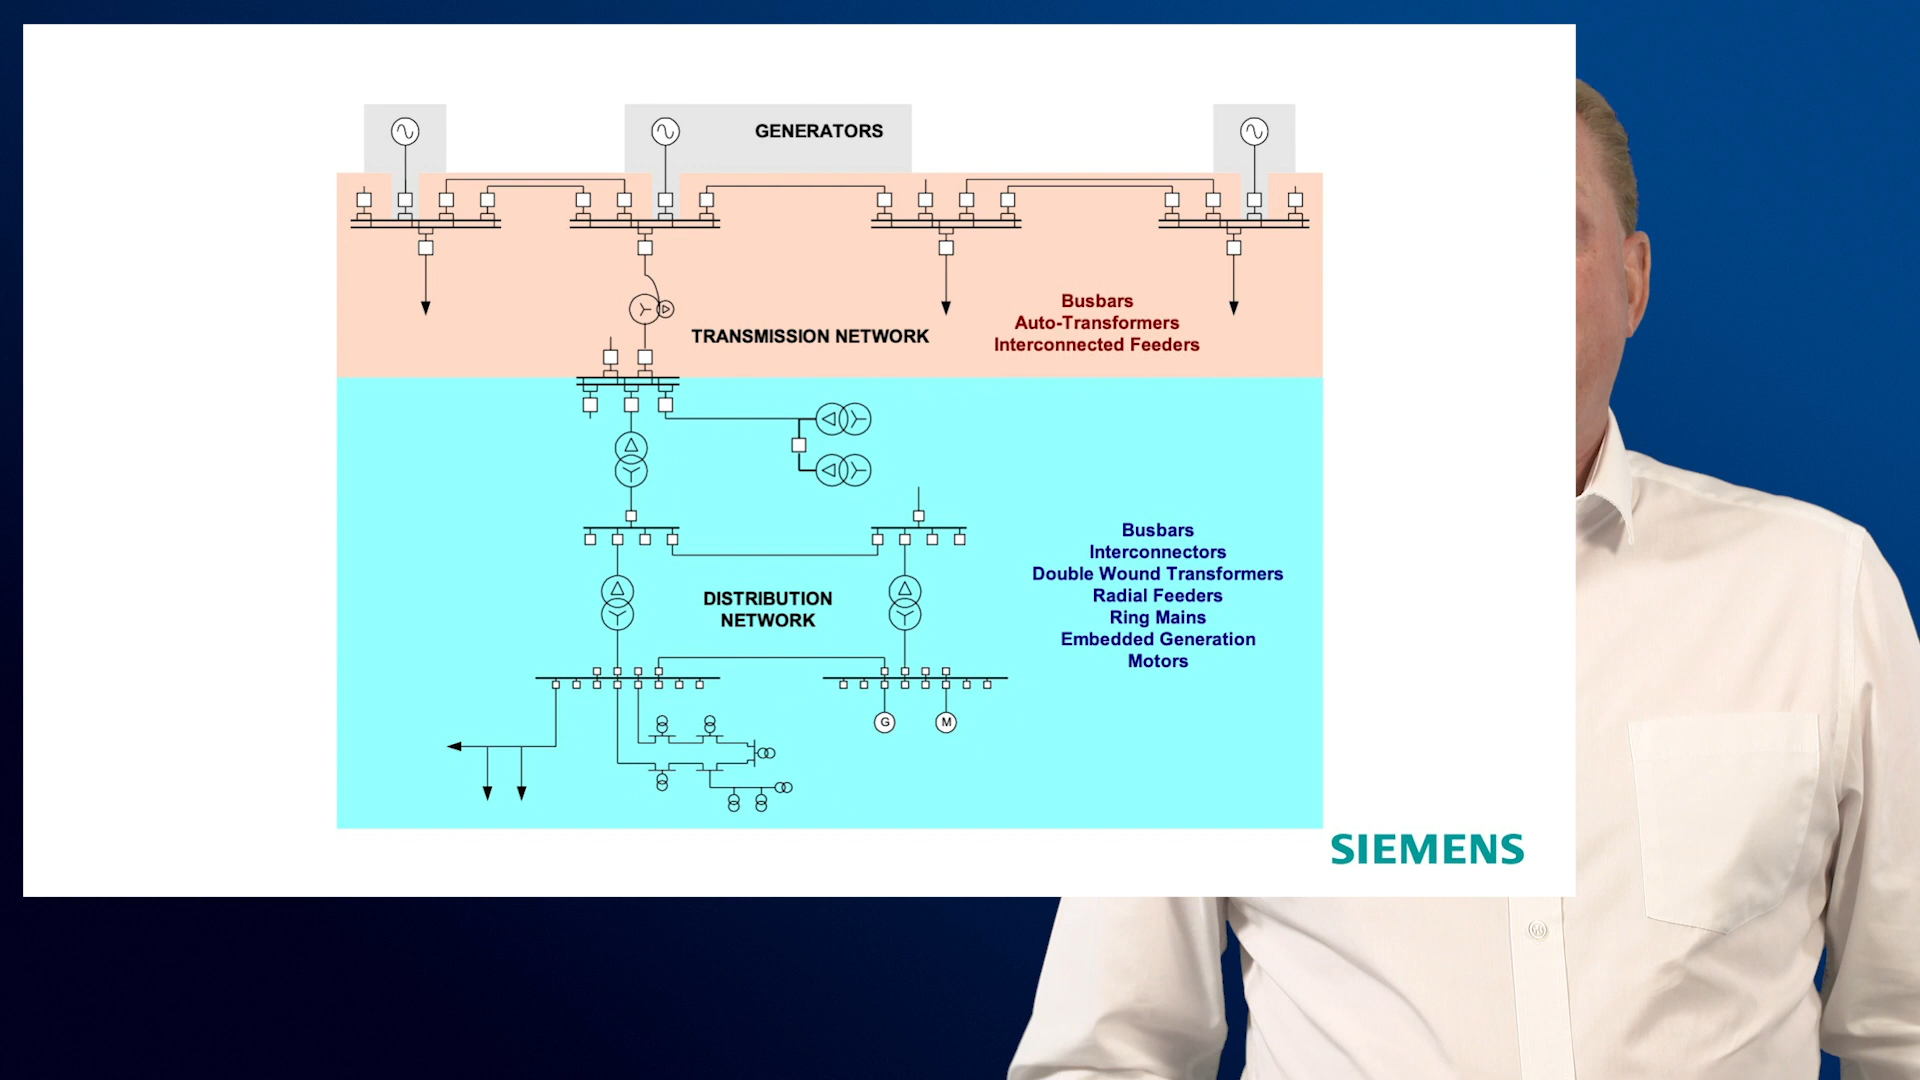 GENERATORS
TRANSMISSION NETWORK
Busbars
Auto-Transformers
Interconnected Feeders
DISTRIBUTION
NETWORK
Busbars
Interconnectors
Double Wound Transformers
Radial Feeders
Ring Mains
Embedded Generation
Motors
G
M
SIEMENS